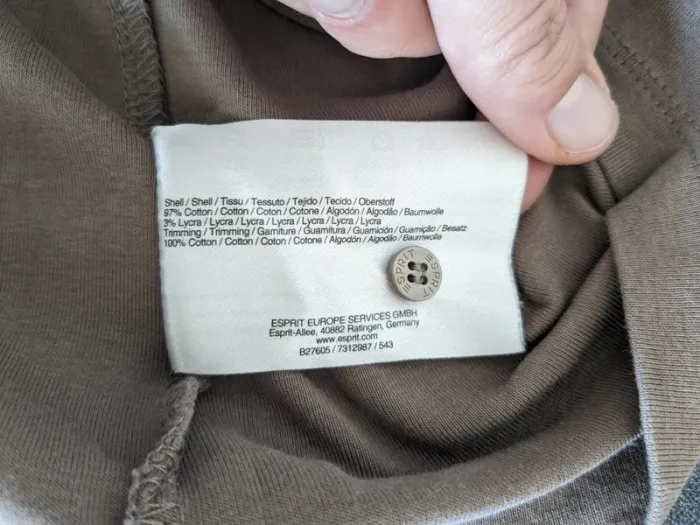 Shell / Shell / Tissu / Tessuto / Tejido / Tecido / Oberstoff
97% Cotton / Cotton / Coton / Cotone / Algodón / Algodão / Baumwolle
3% Lycra / Lycra / Lycra / Lycra / Lycra / Lycra / Lycra
Trimming / Trimming / Garniture / Guarnitura / Guarnición / Guarnição / Besatz
100% Cotton / Cotton / Coton / Cotone / Algodón / Algodão / Baumwolle
ESPRIT ESPRIT
ESPRIT EUROPE SERVICES GMBH
Esprit-Allee, 40882 Ratingen, Germany
www.esprit.com
B27605 / 7312987 / 543